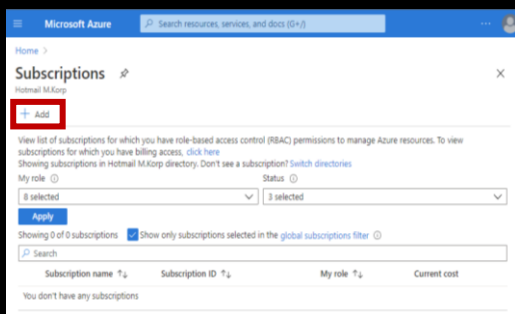 Microsoft Azure
Search resources, services, and docs (G+/)
Home >
Subscriptions
Hotmail M.Korp
+ Add
View list of subscriptions for which you have role-based access control (RBAC) permissions to manage Azure resources. To view
subscriptions for which you have billing access, click here
Showing subscriptions in Hotmail M.Korp directory. Don't see a subscription? Switch directories
My role
Status
8 selected
3 selected
Apply
Showing 0 of 0 subscriptions Show only subscriptions selected in the global subscriptions filter
Search
Subscription name ↑↓ Subscription ID ↑↓ My role ↑↓ Current cost
You don't have any subscriptions